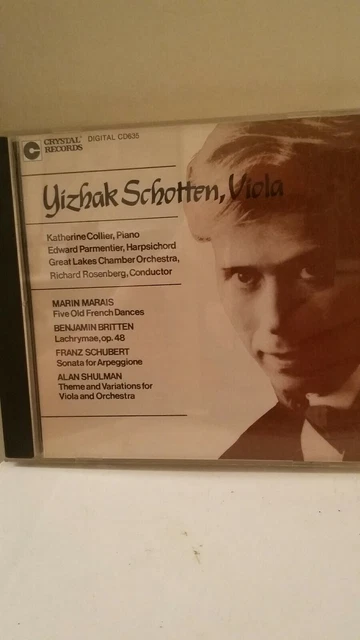 CRYSTAL®
RECORDS
DIGITAL CD635
Yizhak Schotten, Viola
Katherine Collier, Piano
Edward Parmentier, Harpsichord
Great Lakes Chamber Orchestra,
Richard Rosenberg, Conductor
MARIN MARAIS
Five Old French Dances
BENJAMIN BRITTEN
Lachrymae, op. 48
FRANZ SCHUBERT
Sonata for Arpeggione
ALAN SHULMAN
Theme and Variations for
Viola and Orchestra